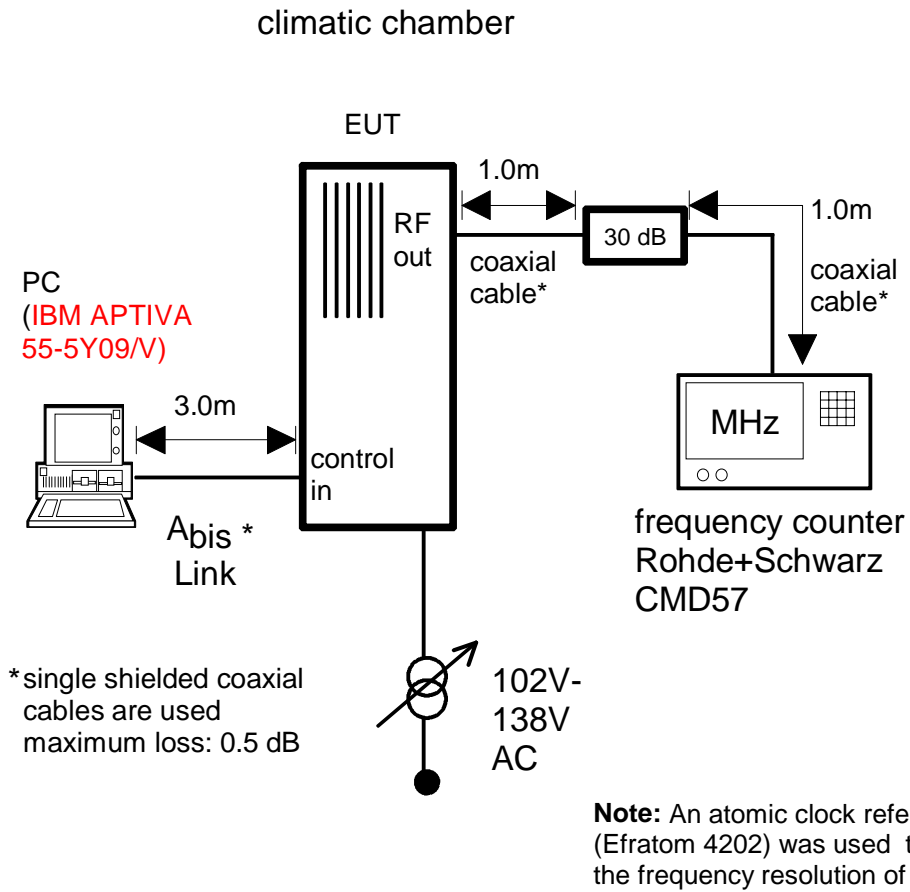 climatic chamber
EUT
1.0m
RF
out
30 dB
1.0m
coaxial
cable*
coaxial
cable*
PC
(IBM APTIVA
55-5Y09/V)
3.0m
MHz
control
in
Abis *
Link
frequency counter
Rohde+Schwarz
CMD57
*single shielded coaxial
cables are used
maximum loss: 0.5 dB
102V-
138V
AC
Note: An atomic clock refe
(Efratom 4202) was used t
the frequency resolution of